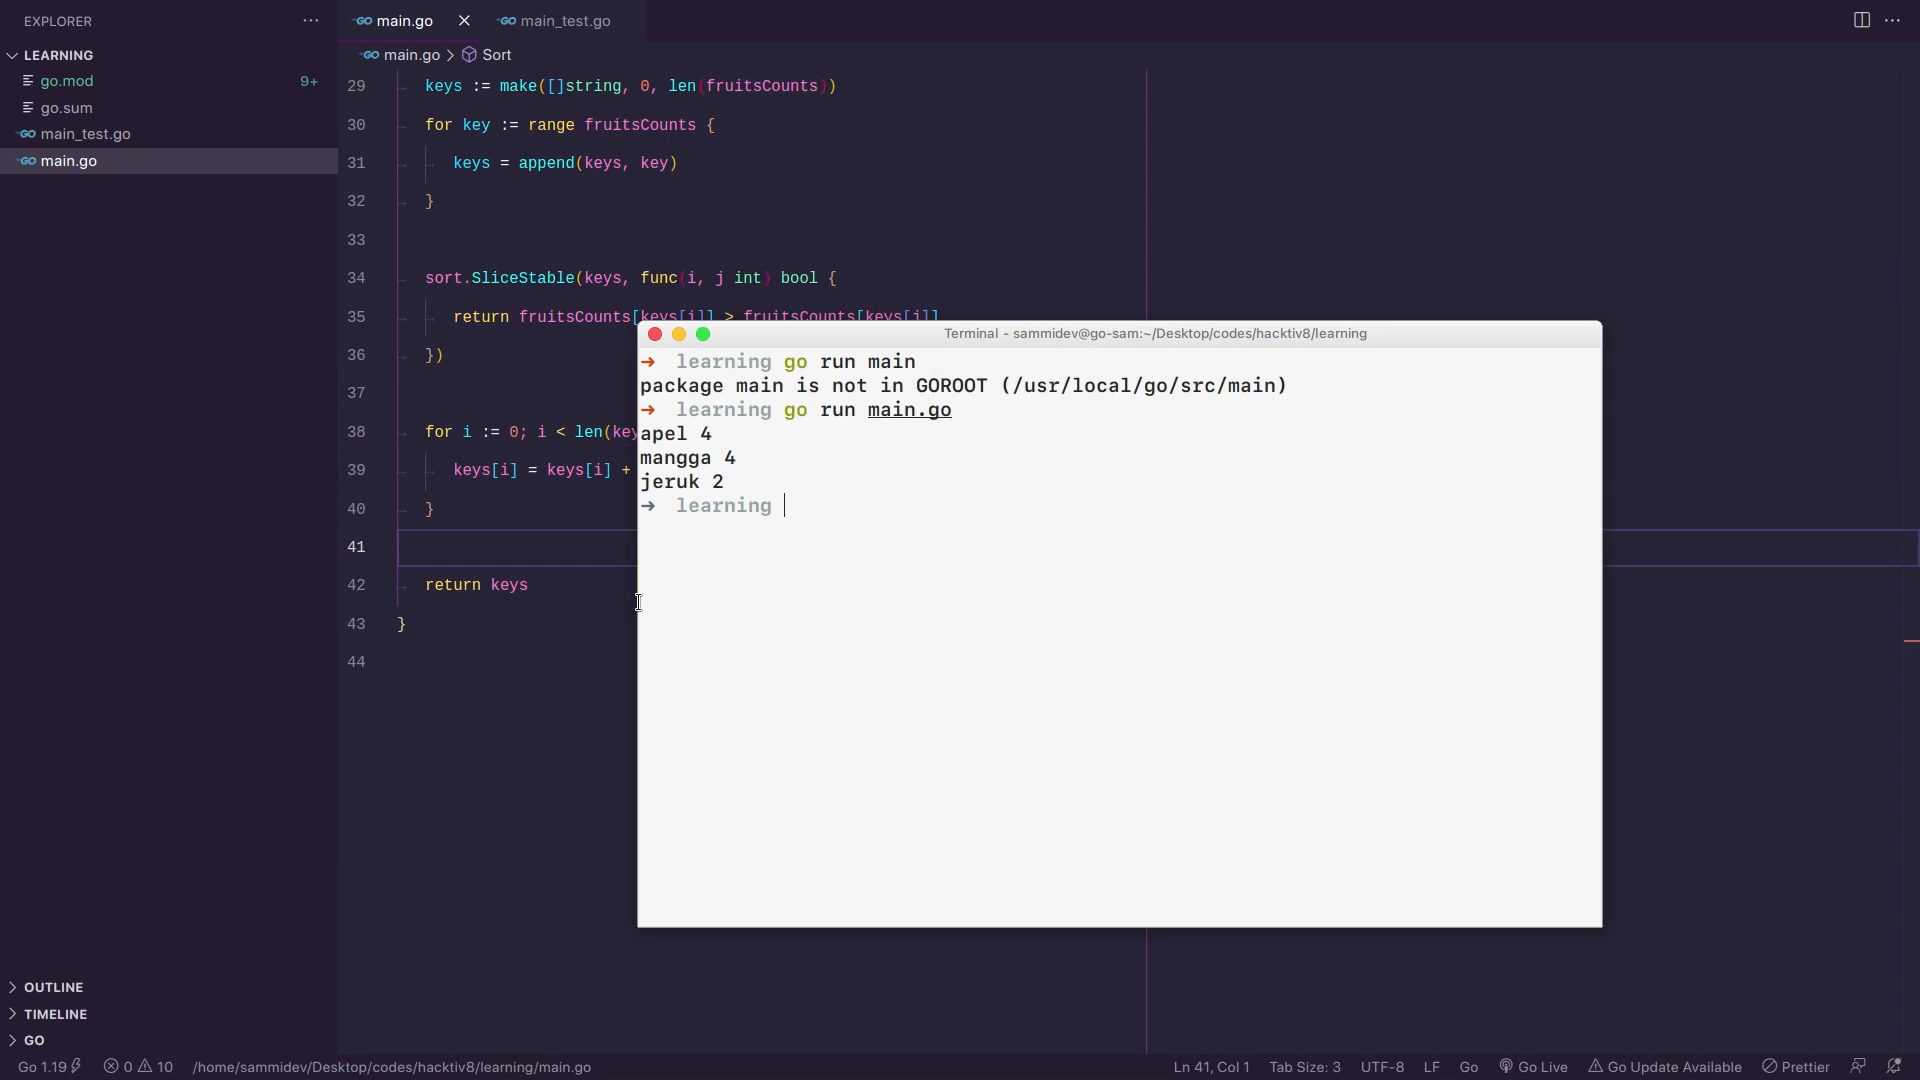 EXPLORER
LEARNING
go.mod 9+
go.sum
main_test.go
main.go
OUTLINE
TIMELINE
GO
main.go main_test.go
main.go > Sort
29 keys := make([]string, 0, len(fruitsCounts))
30 for key := range fruitsCounts {
31 keys = append(keys, key)
32 }
33
34 sort.SliceStable(keys, func(i, j int) bool {
35 return fruitsCounts[keys[i]] > fruitsCounts[keys[j]]
36 })
37
38 for i := 0; i < len(key
39 keys[i] = keys[i] +
40 }
41
42 return keys
43 }
44
Terminal - sammidev@go-sam:~/Desktop/codes/hacktiv8/learning
→ learning go run main
package main is not in GOROOT (/usr/local/go/src/main)
→ learning go run main.go
apel 4
mangga 4
jeruk 2
→ learning
Go 1.19 0 10 /home/sammidev/Desktop/codes/hacktiv8/learning/main.go Ln 41, Col 1 Tab Size: 3 UTF-8 LF Go Go Live Go Update Available Prettier